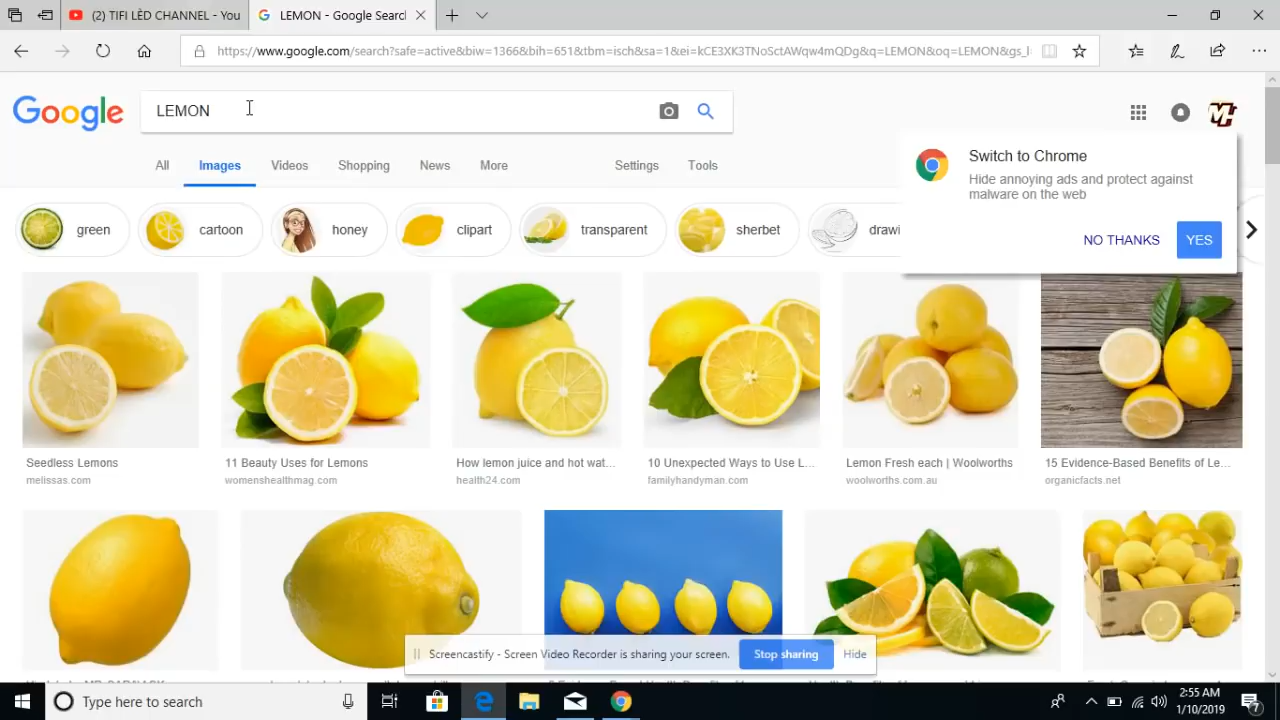 (2) TIFI LÈD CHANNEL - You
LEMON - Google Searc
https://www.google.com/search?safe=active&biw=1366&bih=651&tbm=isch&sa=1&ei=kCE3XK3TNoSctAWqw4mQDg&q=LEMON&oq=LEMON&gs_l
Google
LEMON
MH
All Images Videos Shopping News More Settings Tools
Switch to Chrome
Hide annoying ads and protect against
malware on the web
NO THANKS YES
green cartoon honey clipart transparent sherbet drawi
Seedless Lemons
melissas.com
11 Beauty Uses for Lemons
womenshealthmag.com
How lemon juice and hot wat...
health24.com
10 Unexpected Ways to Use L...
familyhandyman.com
Lemon Fresh each | Woolworths
woolworths.com.au
15 Evidence-Based Benefits of Le...
organicfacts.net
Screencastify - Screen Video Recorder is sharing your screen. Stop sharing Hide
Type here to search
2:55 AM
1/10/2019
7